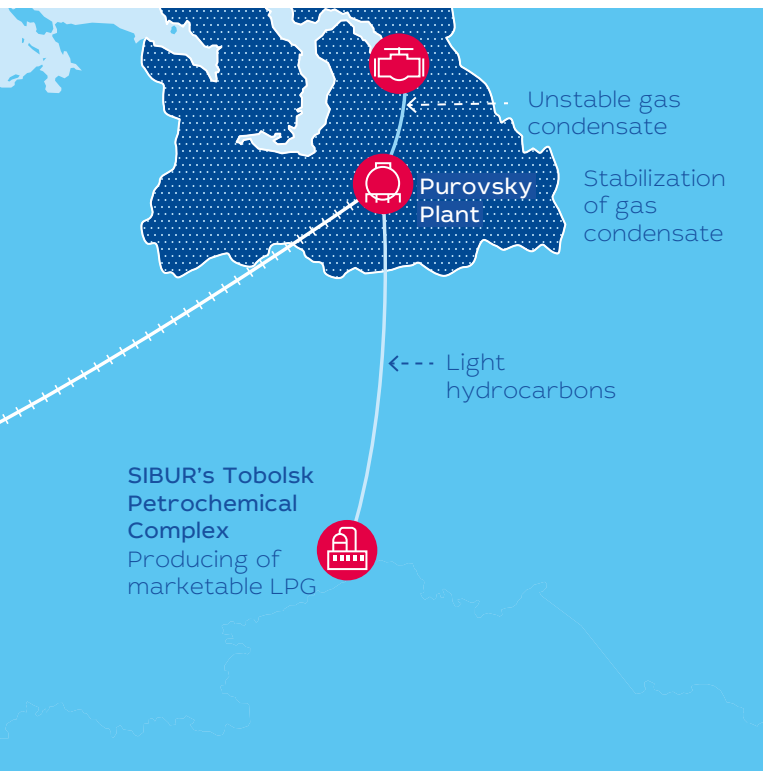 Unstable gas
condensate
Purovsky
Plant
Stabilization
of gas
condensate
Light
hydrocarbons
SIBUR's Tobolsk
Petrochemical
Complex
Producing of
marketable LPG